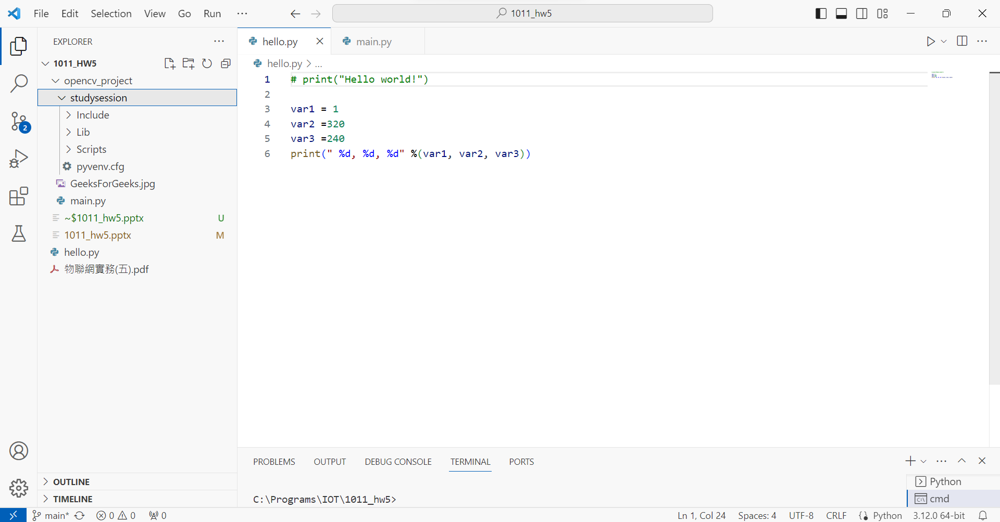 File Edit Selection View Go Run ···
1011_hw5
EXPLORER
1011_HW5
opencv_project
studysession
Include
Lib
Scripts
pyvenv.cfg
GeeksForGeeks.jpg
main.py
~$1011_hw5.pptx U
1011_hw5.pptx M
hello.py
物聯網實務(五).pdf
OUTLINE
TIMELINE
2
hello.py main.py
hello.py > ...
1 # print("Hello world!")
2
3 var1 = 1
4 var2 =320
5 var3 =240
6 print(" %d, %d, %d" %(var1, var2, var3))
PROBLEMS OUTPUT DEBUG CONSOLE TERMINAL PORTS
C:\Programs\IOT\1011_hw5>
Python
cmd
main* 0 0 0 Ln 1, Col 24 Spaces: 4 UTF-8 CRLF Python 3.12.0 64-bit